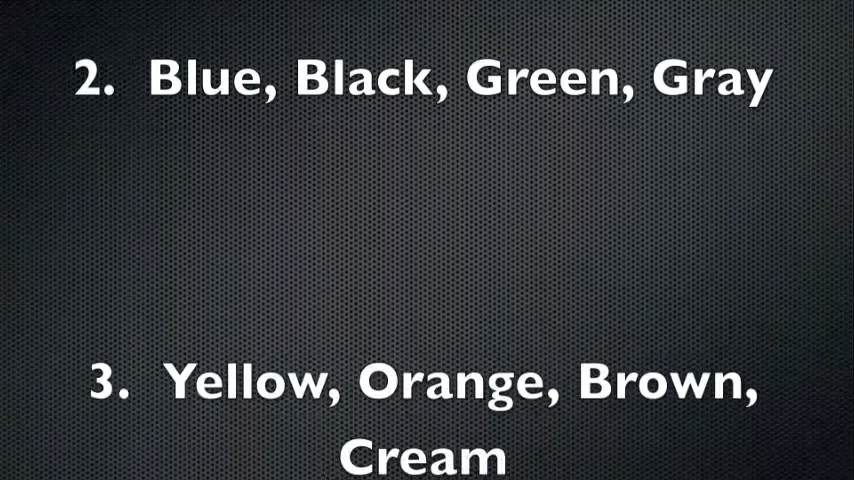 2. Blue, Black, Green, Gray
3. Yellow, Orange, Brown,
Cream